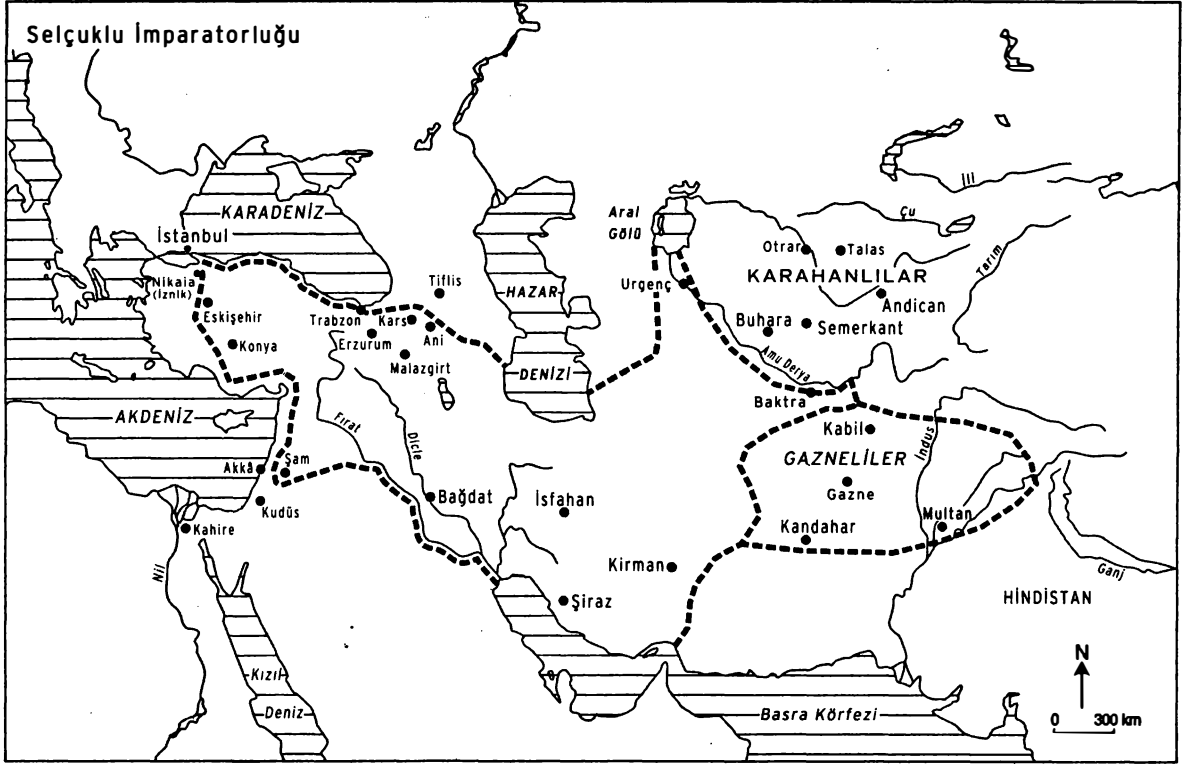 Selçuklu İmparatorluğu
KARADENİZ
İstanbul
Nikaia
(İznik)
Eskişehir
Konya
Trabzon
Erzurum
Kars
Ani
Malazgirt
Tiflis
HAZAR
DENİZİ
Aral
Gölü
Urgenç
Otrar
Talas
KARAHANLILAR
Andican
Buhara
Semerkant
Amu Derya
Baktra
Çu
Ili
Tarım
AKDENİZ
Fırat
Dicle
Akkâ
Şam
Kudüs
Kahire
Nil
Bağdat
İsfahan
Kirman
Şiraz
Kabil
GAZNELİLER
Gazne
Kandahar
İndus
Multan
Ganj
HİNDİSTAN
Kızıl
Deniz
Basra Körfezi
N
0 300 km